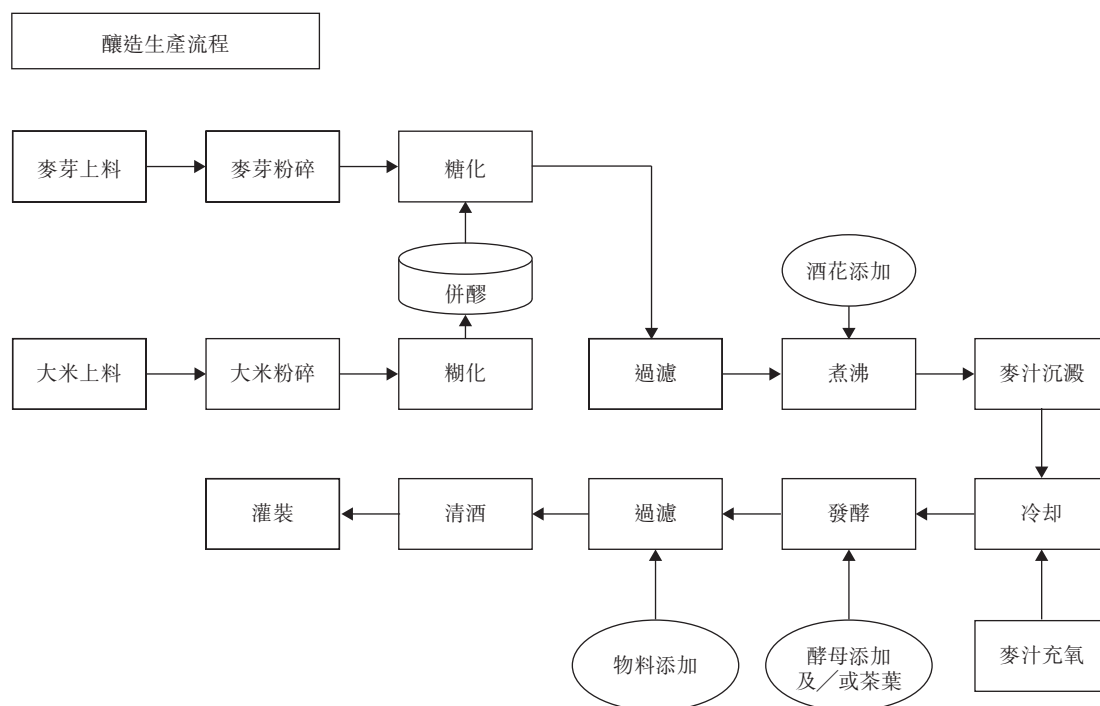 釀造生產流程
麥芽上料
麥芽粉碎
糖化
酒花添加
併醪
大米上料
大米粉碎
糊化
過濾
煮沸
麥汁沉澱
灌裝
清酒
過濾
發酵
冷却
物料添加
酵母添加
及／或茶葉
麥汁充氧